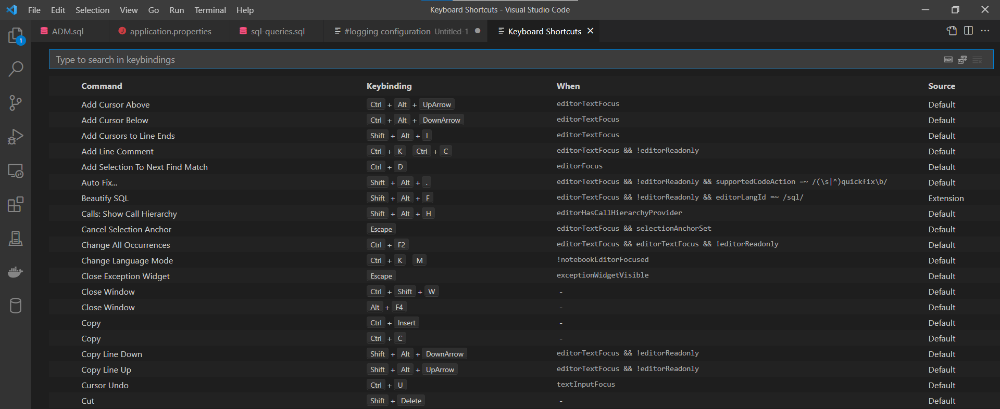 File Edit Selection View Go Run Terminal Help Keyboard Shortcuts - Visual Studio Code
ADM.sql application.properties sql-queries.sql #logging configuration Untitled-1 Keyboard Shortcuts
1
Type to search in keybindings
Command Keybinding When Source
Add Cursor Above Ctrl + Alt + UpArrow editorTextFocus Default
Add Cursor Below Ctrl + Alt + DownArrow editorTextFocus Default
Add Cursors to Line Ends Shift + Alt + I editorTextFocus Default
Add Line Comment Ctrl + K Ctrl + C editorTextFocus && !editorReadonly Default
Add Selection To Next Find Match Ctrl + D editorFocus Default
Auto Fix... Shift + Alt + . editorTextFocus && !editorReadonly && supportedCodeAction =~ /(\s|^)quickfix\b/ Default
Beautify SQL Shift + Alt + F editorTextFocus && !editorReadonly && editorLangId =~ /sql/ Extension
Calls: Show Call Hierarchy Shift + Alt + H editorHasCallHierarchyProvider Default
Cancel Selection Anchor Escape editorTextFocus && selectionAnchorSet Default
Change All Occurrences Ctrl + F2 editorTextFocus && editorTextFocus && !editorReadonly Default
Change Language Mode Ctrl + K M !notebookEditorFocused Default
Close Exception Widget Escape exceptionWidgetVisible Default
Close Window Ctrl + Shift + W - Default
Close Window Alt + F4 - Default
Copy Ctrl + Insert - Default
Copy Ctrl + C - Default
Copy Line Down Shift + Alt + DownArrow editorTextFocus && !editorReadonly Default
Copy Line Up Shift + Alt + UpArrow editorTextFocus && !editorReadonly Default
Cursor Undo Ctrl + U textInputFocus Default
Cut Shift + Delete - Default